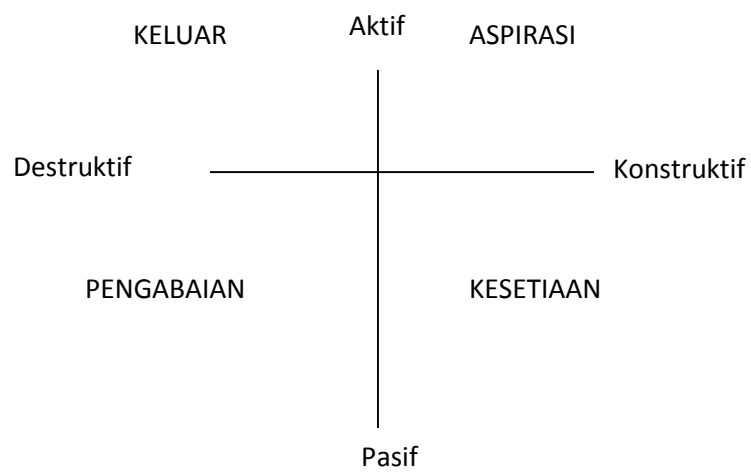 KELUAR Aktif ASPIRASI
Destruktif Konstruktif
PENGABAIAN KESETIAAN
Pasif